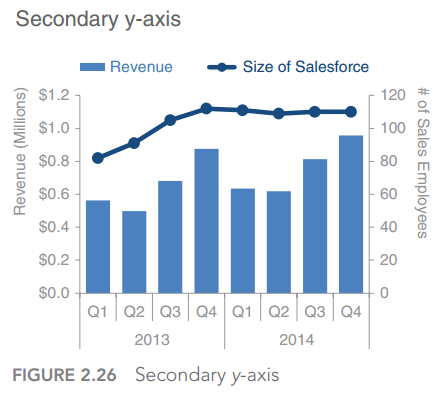 Secondary y-axis
Revenue Size of Salesforce
Revenue (Millions)
$1.2
$1.0
$0.8
$0.6
$0.4
$0.2
$0.0
120
100
80
60
40
20
0
# of Sales Employees
Q1 Q2 Q3 Q4 Q1 Q2 Q3 Q4
2013 2014
FIGURE 2.26 Secondary y-axis